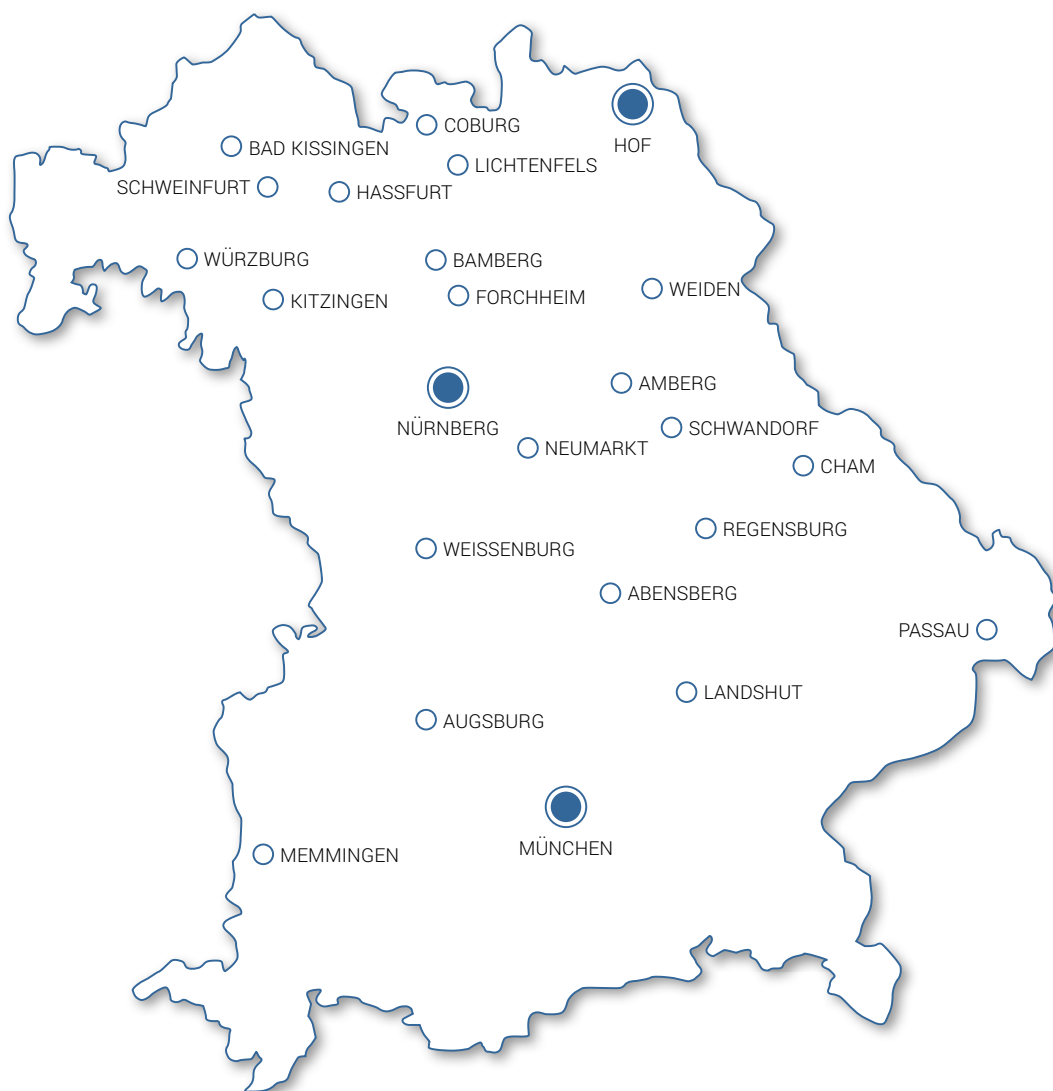 COBURG
HOF
BAD KISSINGEN
LICHTENFELS
SCHWEINFURT
HASSFURT
WÜRZBURG
BAMBERG
WEIDEN
KITZINGEN
FORCHHEIM
AMBERG
NÜRNBERG
SCHWANDORF
NEUMARKT
CHAM
REGENSBURG
WEISSENBURG
ABENSBERG
PASSAU
LANDSHUT
AUGSBURG
MÜNCHEN
MEMMINGEN